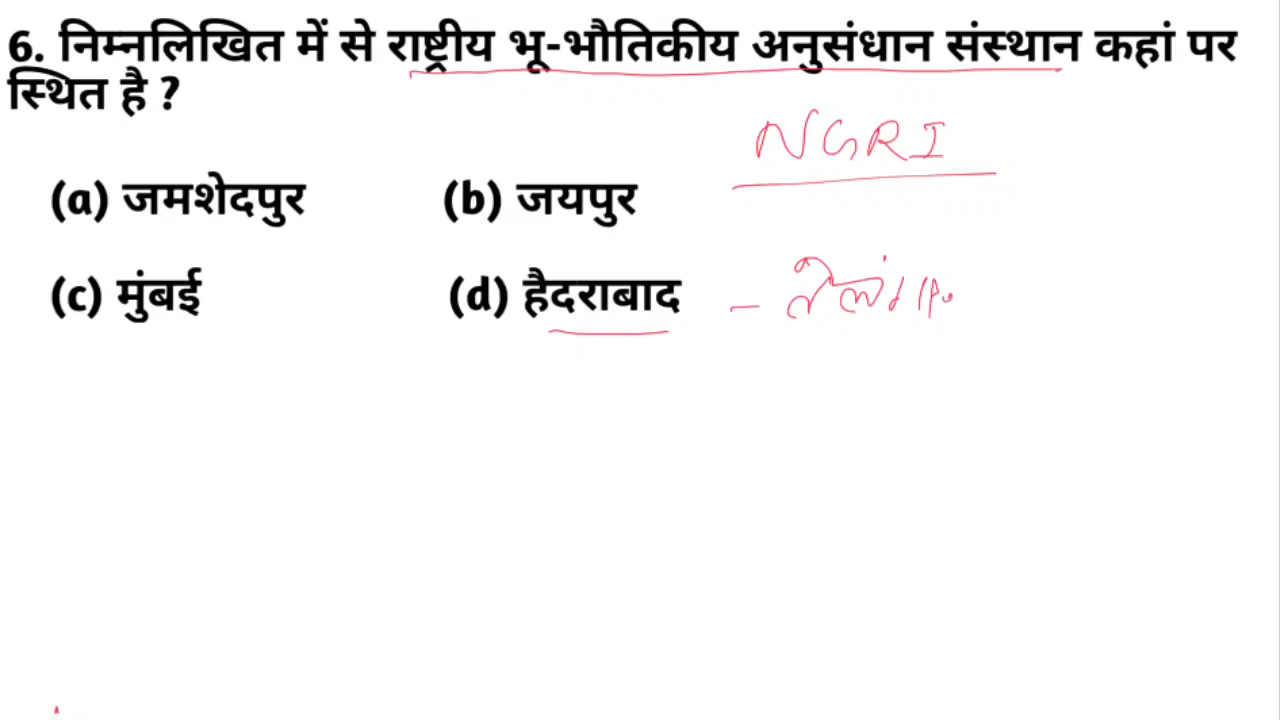 6. निम्नलिखित में से राष्ट्रीय भू-भौतिकीय अनुसंधान संस्थान कहां पर
स्थित है ?
NGRI
(a) जमशेदपुर (b) जयपुर
(c) मुंबई (d) हैदराबाद -